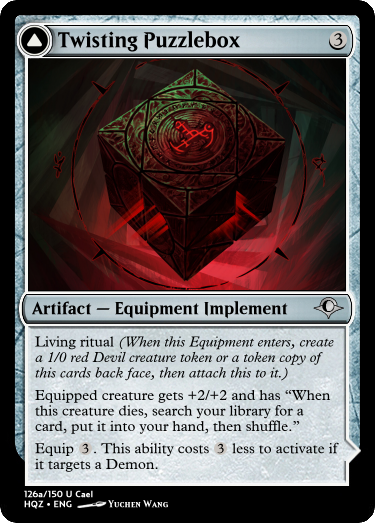 Twisting Puzzlebox 3
Artifact — Equipment Implement
Living ritual (When this Equipment enters, create
a 1/0 red Devil creature token or a token copy of
this cards back face, then attach this to it.)
Equipped creature gets +2/+2 and has “When
this creature dies, search your library for a
card, put it into your hand, then shuffle.”
Equip 3. This ability costs 3 less to activate if
it targets a Demon.
126a/150 U Cael
HQZ • ENG Yuchen Wang